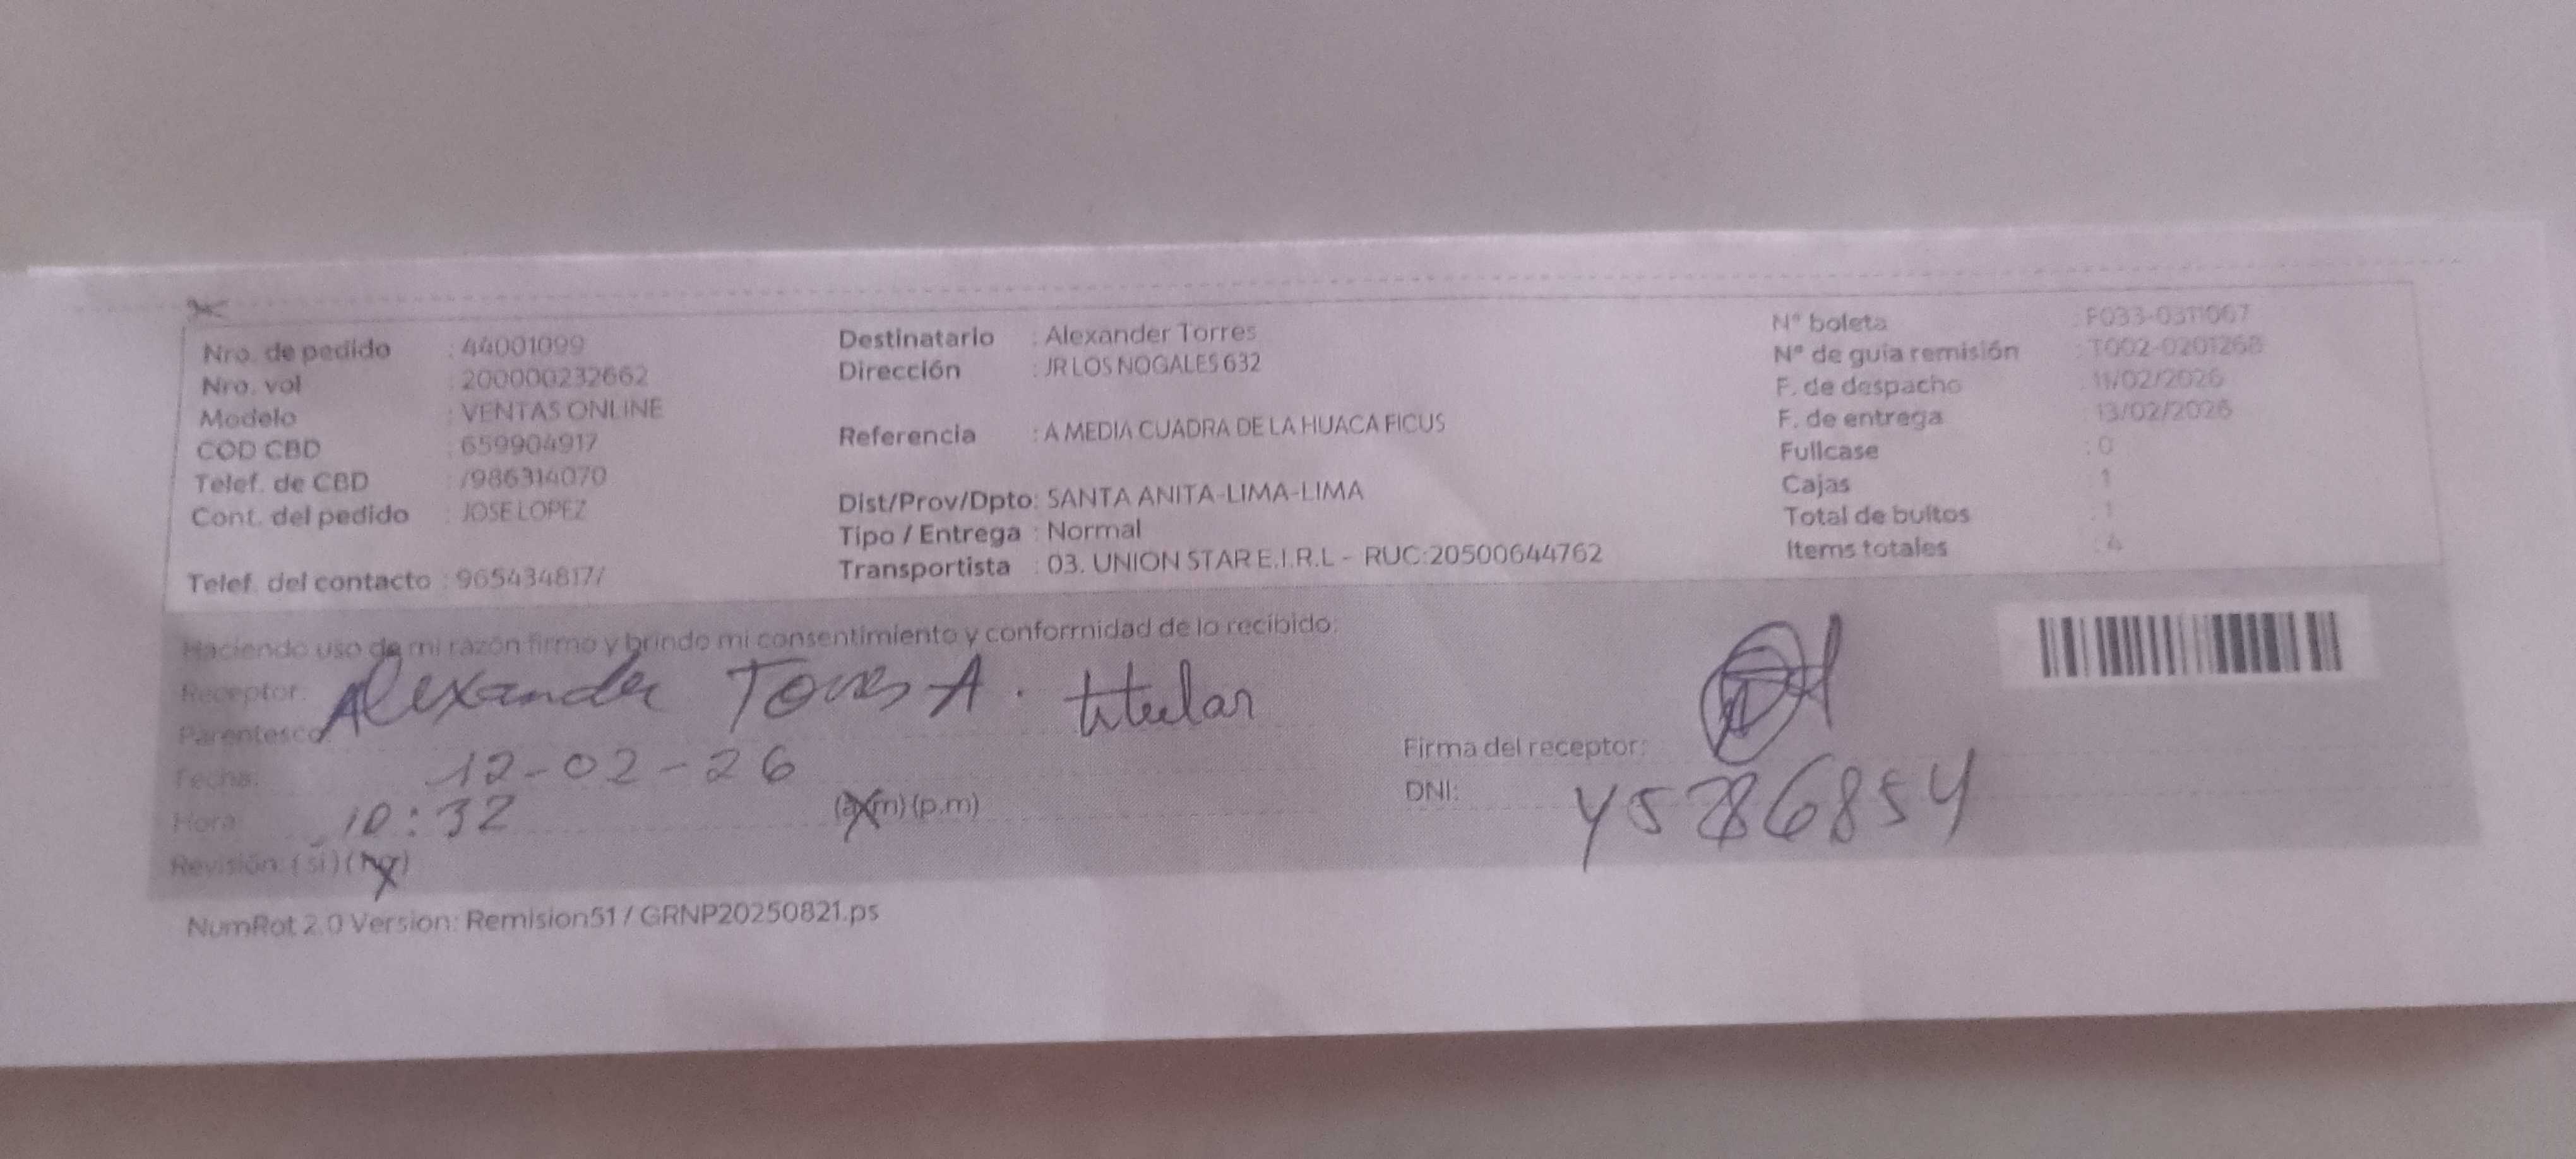 Nro. de pedido : 44001099
Nro. vol : 200000232662
Modelo : VENTAS ONLINE
COD CBD : 659904917
Telef. de CBD : /986314070
Cont. del pedido : JOSE LOPEZ
Telef. del contacto : 965434817/
Destinatario : Alexander Torres
Dirección : JR LOS NOGALES 632
Referencia : A MEDIA CUADRA DE LA HUACA FICUS
Dist/Prov/Dpto: SANTA ANITA-LIMA-LIMA
Tipo / Entrega : Normal
Transportista : 03. UNION STAR E.I.R.L - RUC:20500644762
N° boleta : F033-0311067
N° de guia remisión : T002-0201268
F. de despacho : 11/02/2026
F. de entrega : 13/02/2026
Fullcase : 0
Cajas : 1
Total de bultos : 1
Items totales : 4
Haciendo uso de mi razón firmo y brindo mi consentimiento y conformidad de lo recibido:
Receptor: Alexander Torres A. titular
Parentesco:
Fecha: 12-02-26
Hora: 10:32 (a.m) (p.m)
Revisión: (si) (no)
Firma del receptor:
DNI:
NumRot 2.0 Version: Remision51 / GRNP20250821.ps